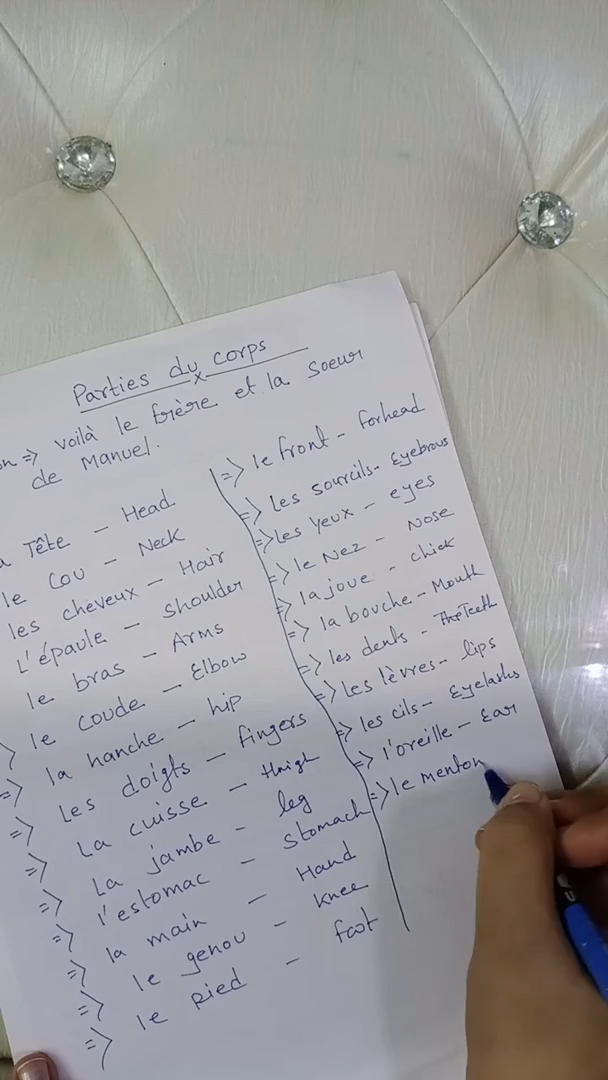 Parties du corps
on => voilà le frère et la soeur
de Manuel.
a Tête - Head
le Cou - Neck
les cheveux - Hair
L'épaule - shoulder
le bras - Arms
le coude - Elbow
=> la hanche - hip
=> Les doigts - fingers
=> La cuisse - thigh
=> La jambe - leg
=> l'estomac - Stomach
=> la main - Hand
=> le genou - knee
=> le pied - foot
=> le front - forhead
=> Les sourcils - Eyebrous
=> Les Yeux - eyes
=> le Nez - Nose
=> la joue - chick
=> la bouche - Mouth
=> les dents - The Teeth
=> Les lèvres - lips
=> les cils - Eyelashs
=> l'oreille - Ear
=> le menton